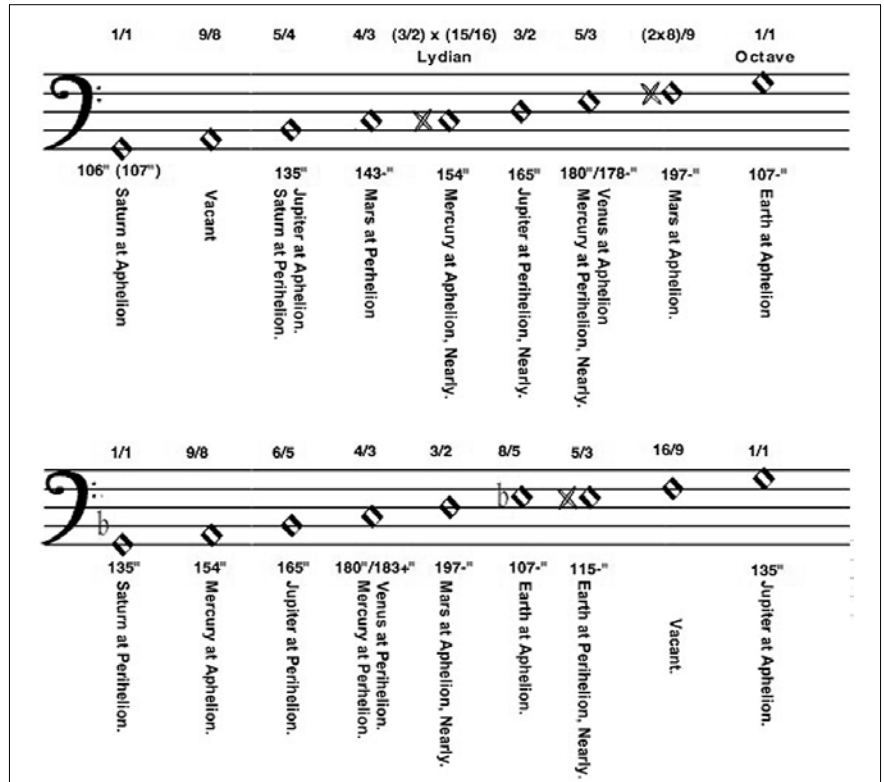 1/1 9/8 5/4 4/3 (3/2) x (15/16) 3/2 5/3 (2x8)/9 1/1
Lydian Octave
106" (107") 135" 143-" 154" 165" 180"/178-" 197-" 107-"
Saturn at Aphelion
Vacant
Jupiter at Aphelion.
Saturn at Perihelion.
Mars at Perhelion
Mercury at Aphelion, Nearly.
Jupiter at Perihelion, Nearly.
Venus at Aphelion
Mercury at Perihelion, Nearly.
Mars at Aphelion.
Earth at Aphelion
1/1 9/8 6/5 4/3 3/2 8/5 5/3 16/9 1/1
135" 154" 165" 180"/183+" 197-" 107-" 115-" 135"
Saturn at Perihelion.
Mercury at Aphelion.
Jupiter at Perihelion.
Venus at Perihelion.
Mercury at Perhelion.
Mars at Aphelion, Nearly.
Earth at Aphelion.
Earth at Perihelion, Nearly.
Vacant.
Jupiter at Aphelion.